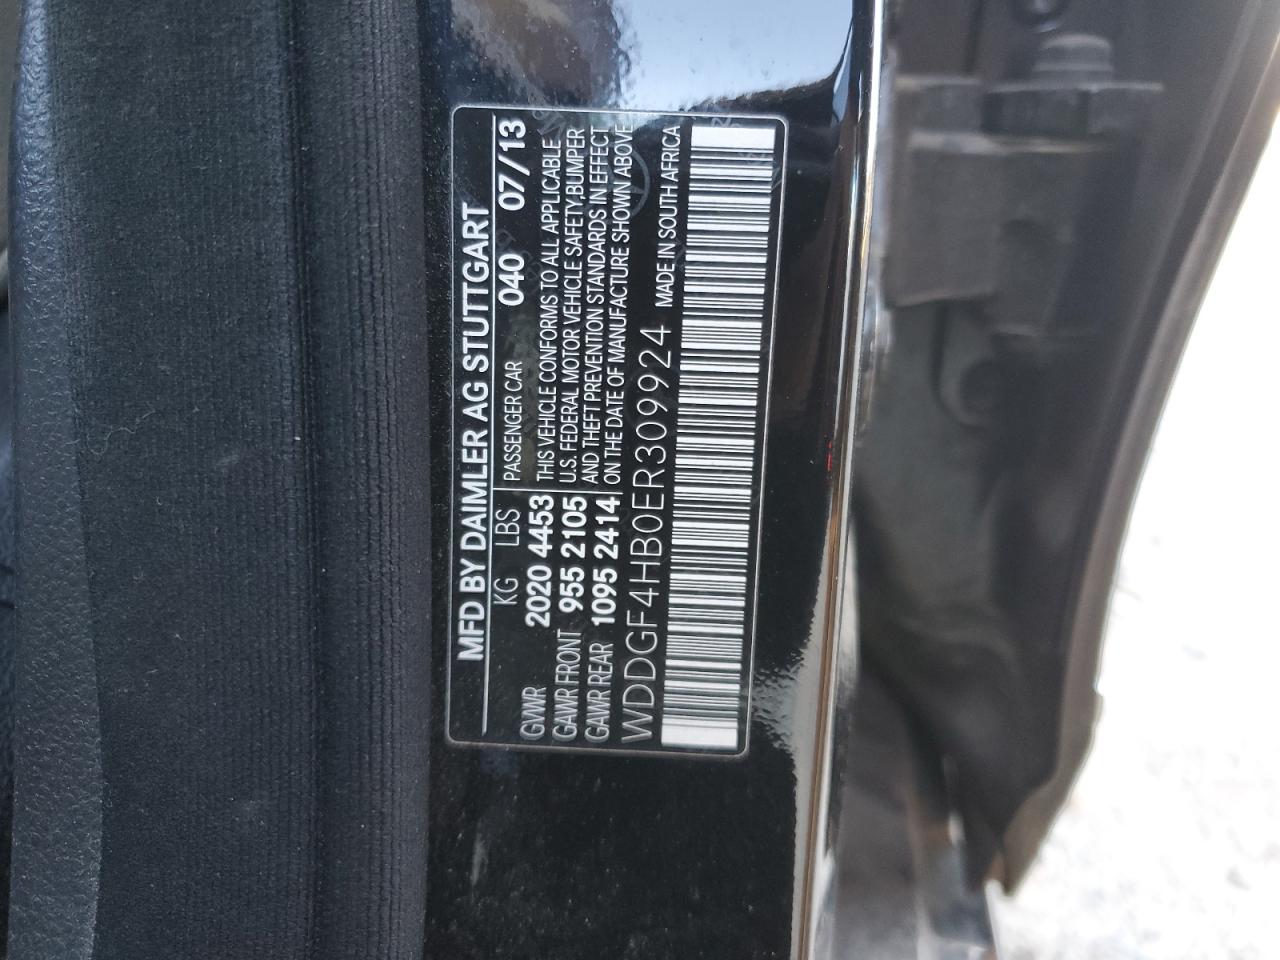 MFD BY DAIMLER AG STUTTGART
KG LBS PASSENGER CAR 040 07/13
GVWR 2020 4453
GAWR FRONT 955 2105
GAWR REAR 1095 2414
THIS VEHICLE CONFORMS TO ALL APPLICABLE
U.S. FEDERAL MOTOR VEHICLE SAFETY,BUMPER
AND THEFT PREVENTION STANDARDS IN EFFECT
ON THE DATE OF MANUFACTURE SHOWN ABOVE
WDDGF4HB0ER309924 MADE IN SOUTH AFRICA